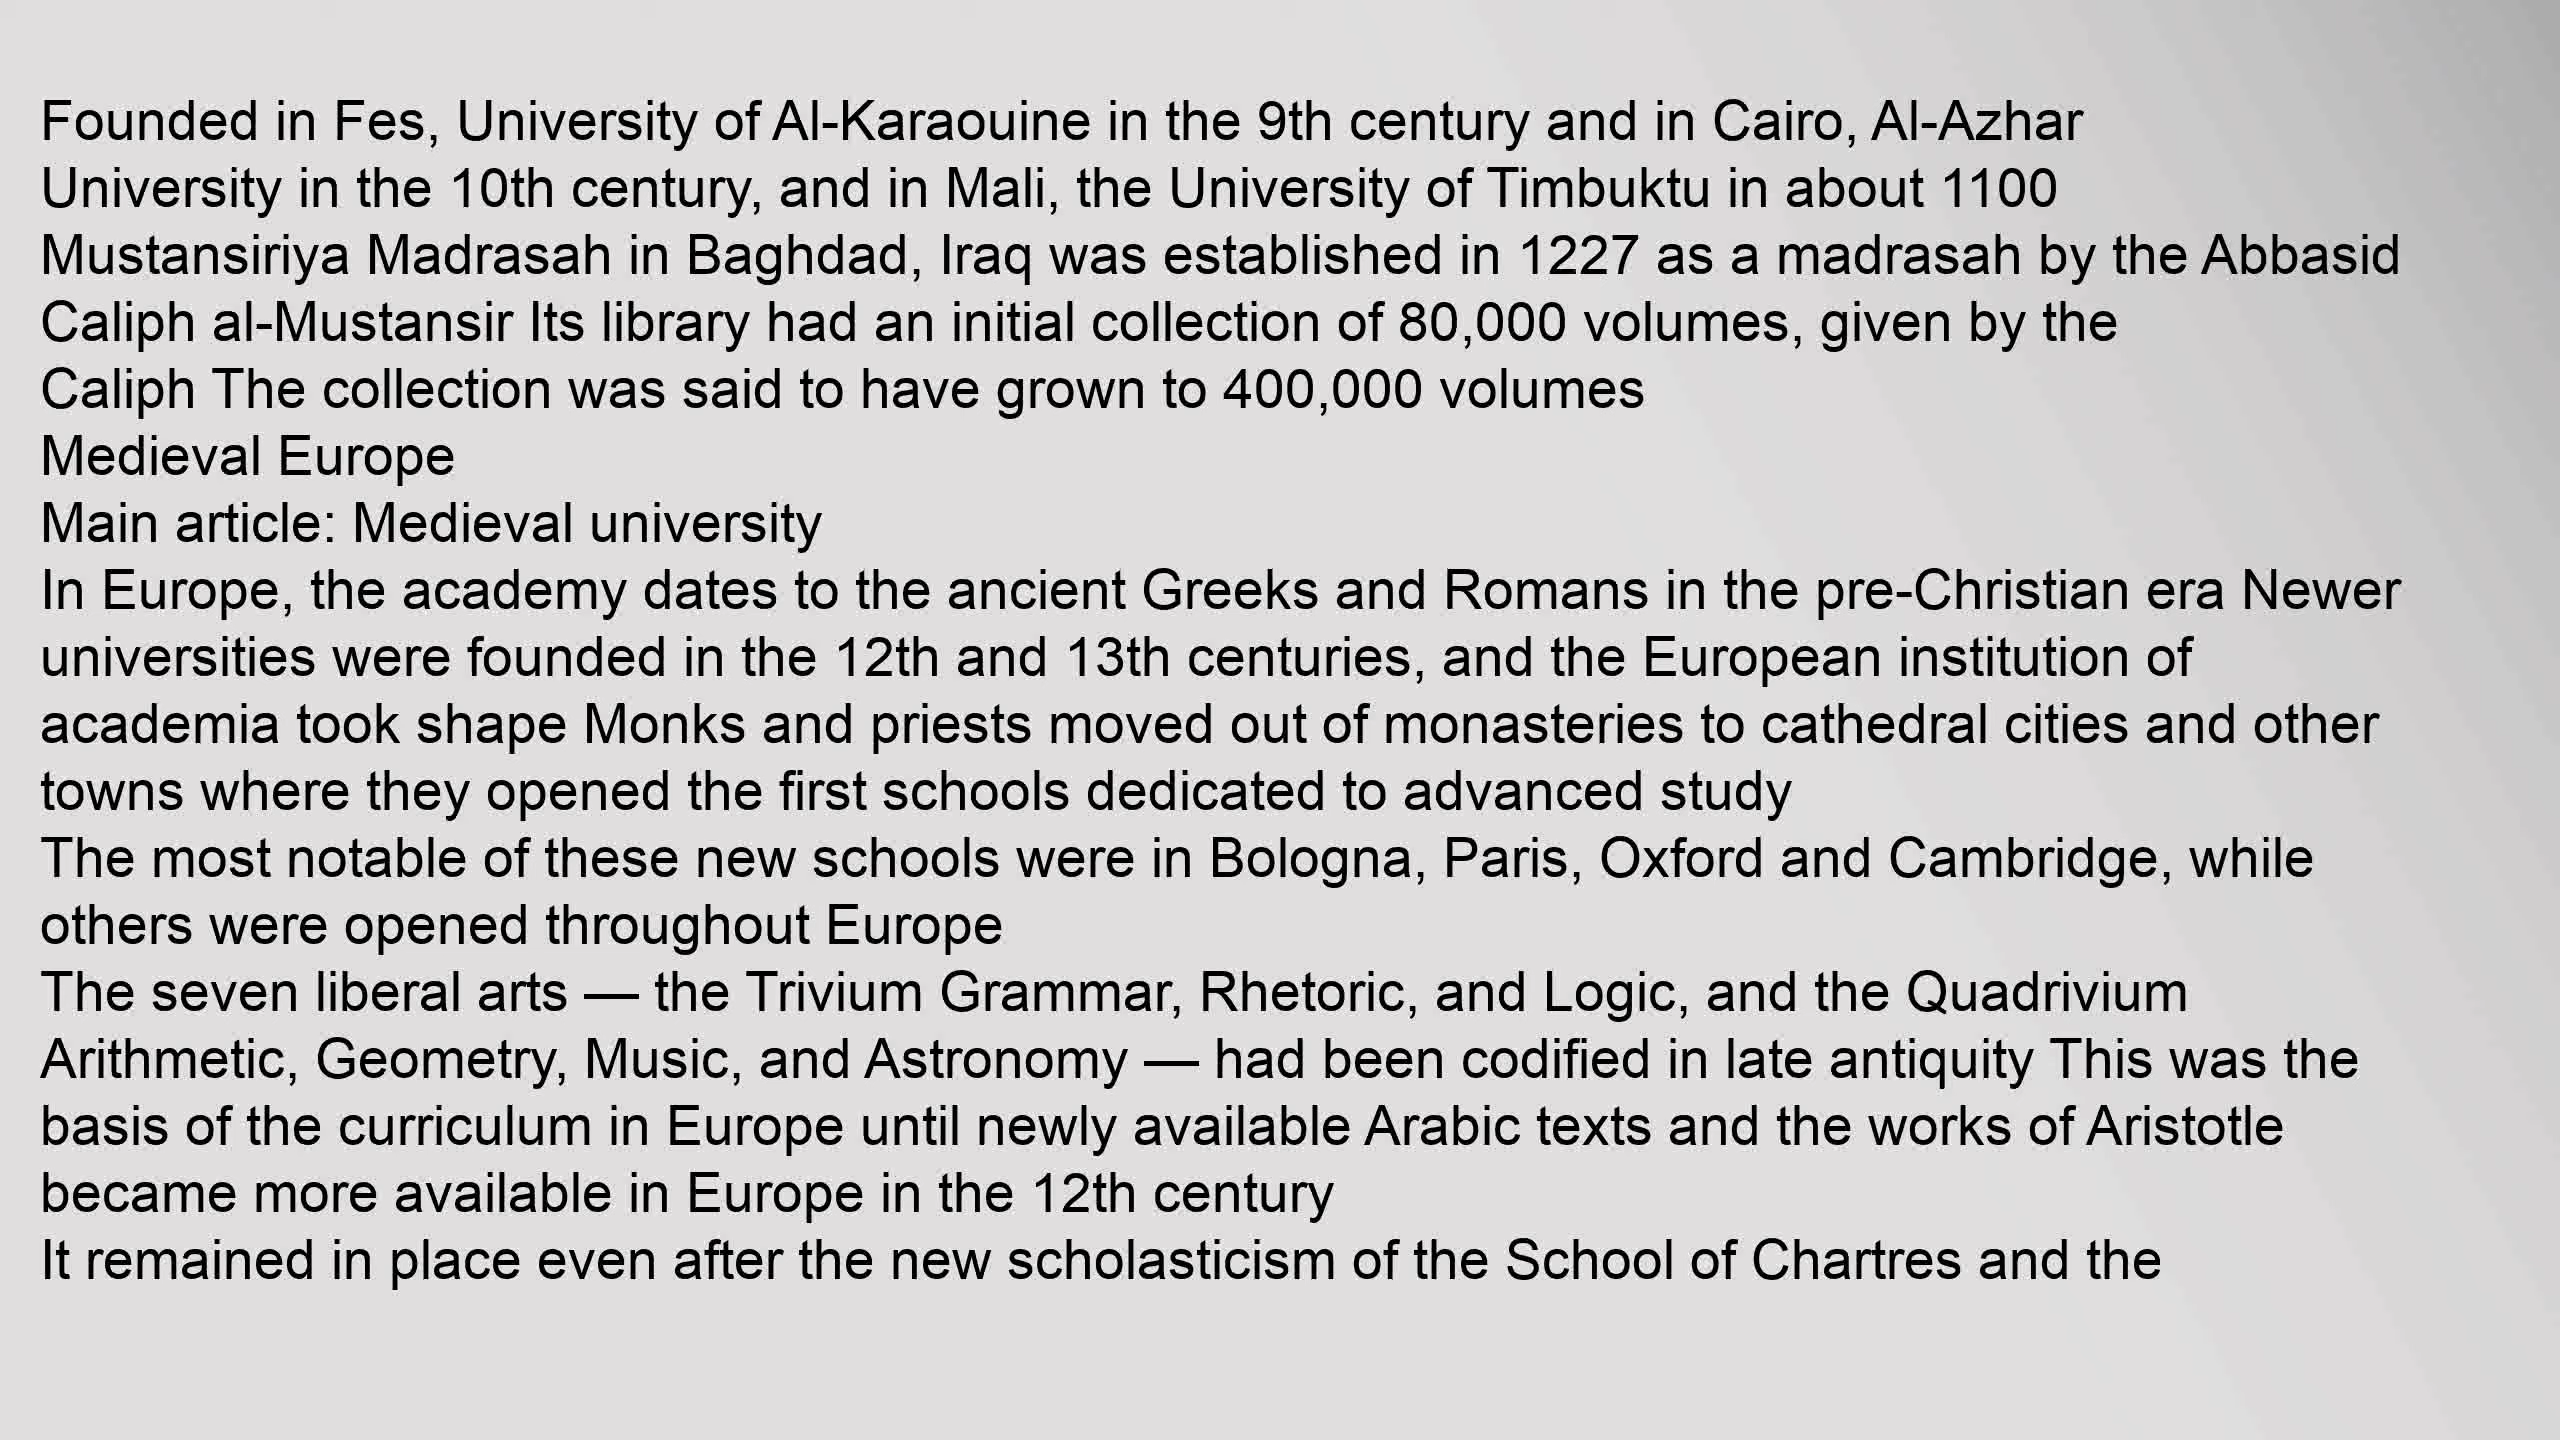 Founded in Fes, University of Al-Karaouine in the 9th century and in Cairo, Al-Azhar
University in the 10th century, and in Mali, the University of Timbuktu in about 1100
Mustansiriya Madrasah in Baghdad, Iraq was established in 1227 as a madrasah by the Abbasid
Caliph al-Mustansir Its library had an initial collection of 80,000 volumes, given by the
Caliph The collection was said to have grown to 400,000 volumes
Medieval Europe
Main article: Medieval university
In Europe, the academy dates to the ancient Greeks and Romans in the pre-Christian era Newer
universities were founded in the 12th and 13th centuries, and the European institution of
academia took shape Monks and priests moved out of monasteries to cathedral cities and other
towns where they opened the first schools dedicated to advanced study
The most notable of these new schools were in Bologna, Paris, Oxford and Cambridge, while
others were opened throughout Europe
The seven liberal arts — the Trivium Grammar, Rhetoric, and Logic, and the Quadrivium
Arithmetic, Geometry, Music, and Astronomy — had been codified in late antiquity This was the
basis of the curriculum in Europe until newly available Arabic texts and the works of Aristotle
became more available in Europe in the 12th century
It remained in place even after the new scholasticism of the School of Chartres and the